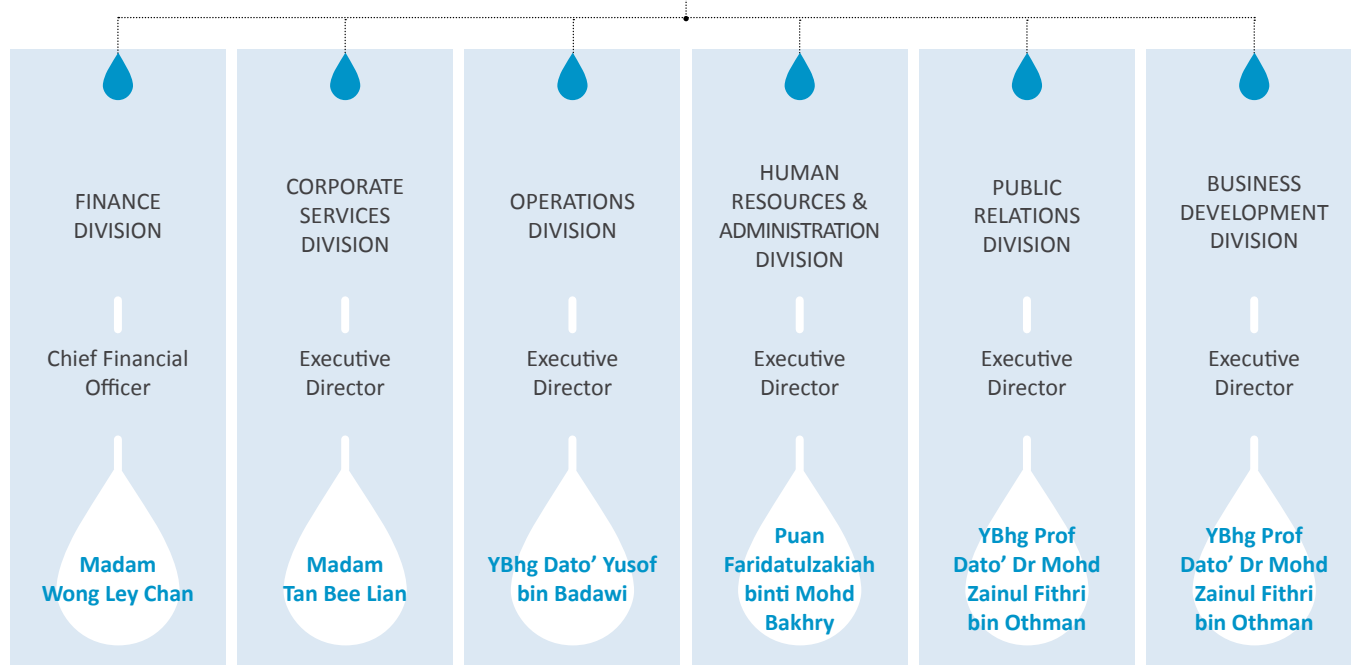 FINANCE
DIVISION
Chief Financial
Officer
Madam
Wong Ley Chan
CORPORATE
SERVICES
DIVISION
Executive
Director
Madam
Tan Bee Lian
OPERATIONS
DIVISION
Executive
Director
YBhg Dato’ Yusof
bin Badawi
HUMAN
RESOURCES &
ADMINISTRATION
DIVISION
Executive
Director
Puan
Faridatulzakiah
binti Mohd
Bakhry
PUBLIC
RELATIONS
DIVISION
Executive
Director
YBhg Prof
Dato’ Dr Mohd
Zainul Fithri
bin Othman
BUSINESS
DEVELOPMENT
DIVISION
Executive
Director
YBhg Prof
Dato’ Dr Mohd
Zainul Fithri
bin Othman